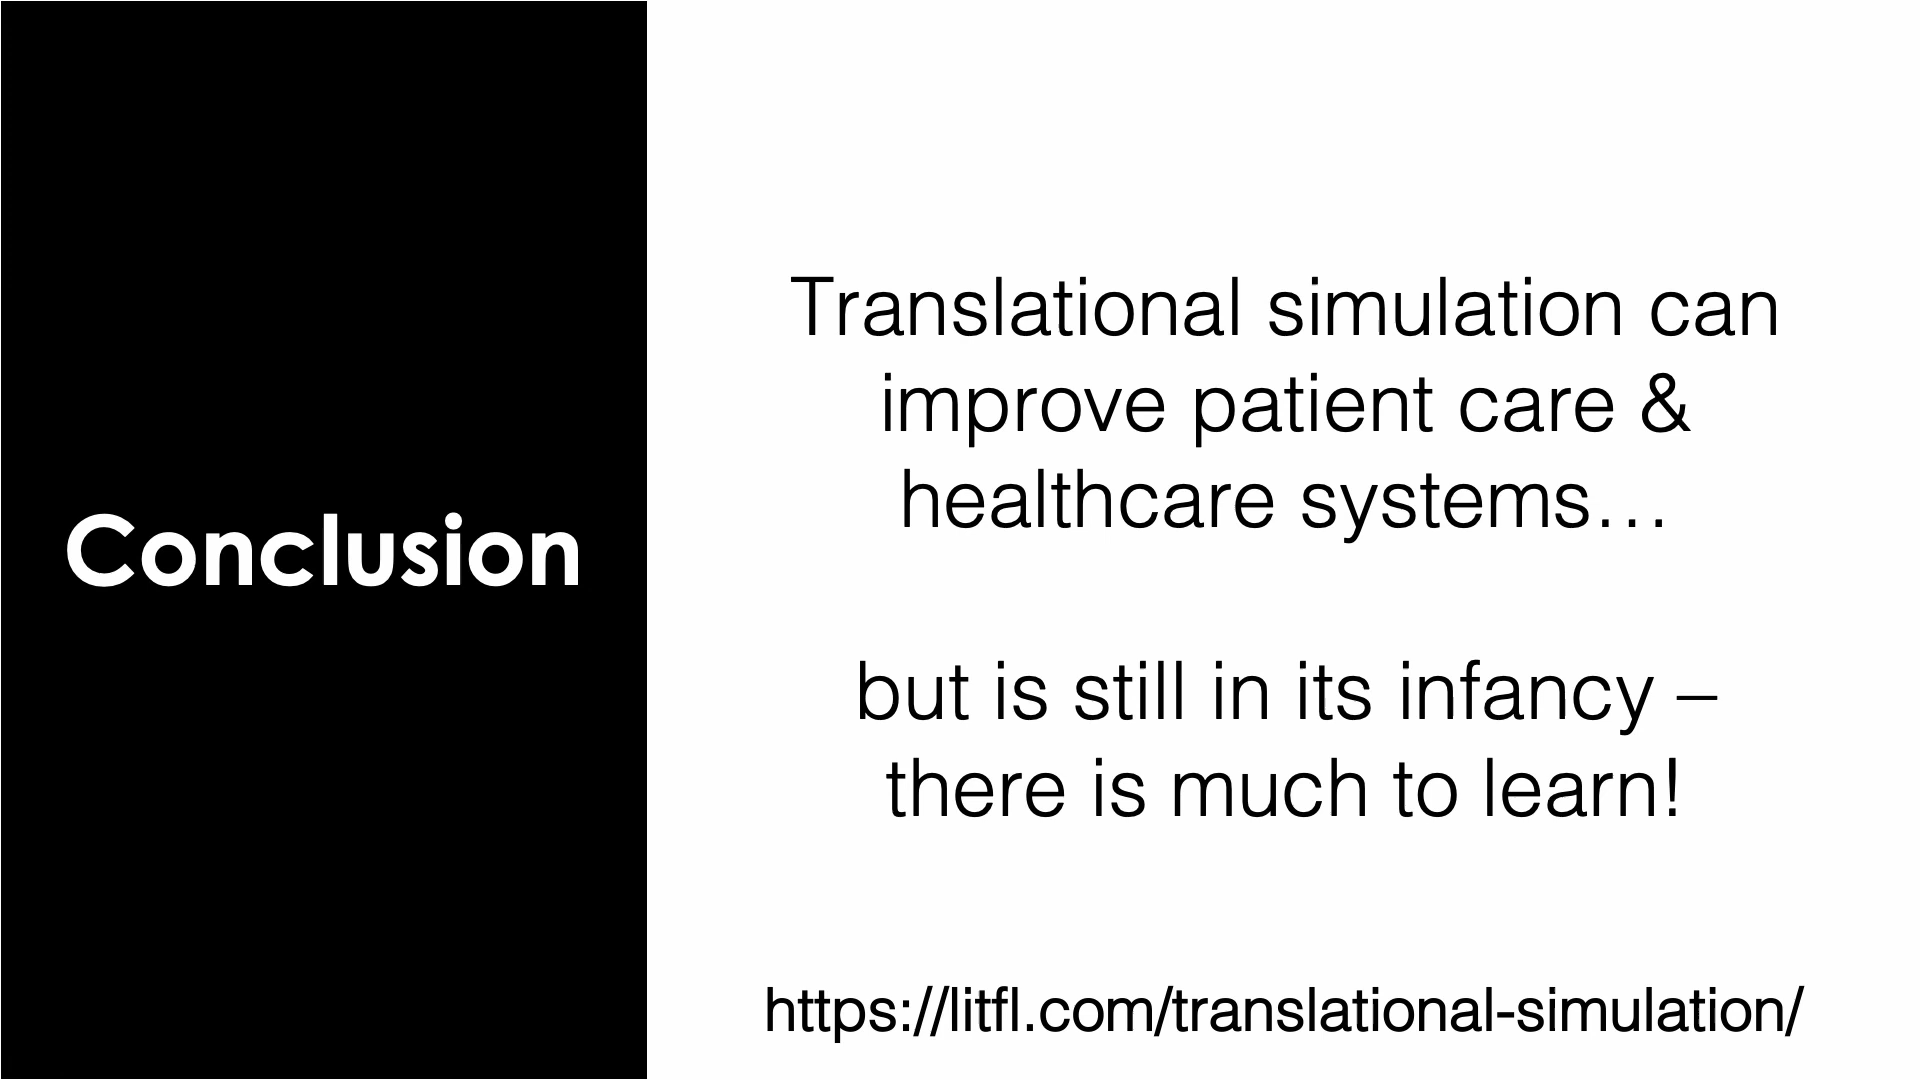 Conclusion
Translational simulation can
improve patient care &
healthcare systems…
but is still in its infancy –
there is much to learn!
https://litfl.com/translational-simulation/